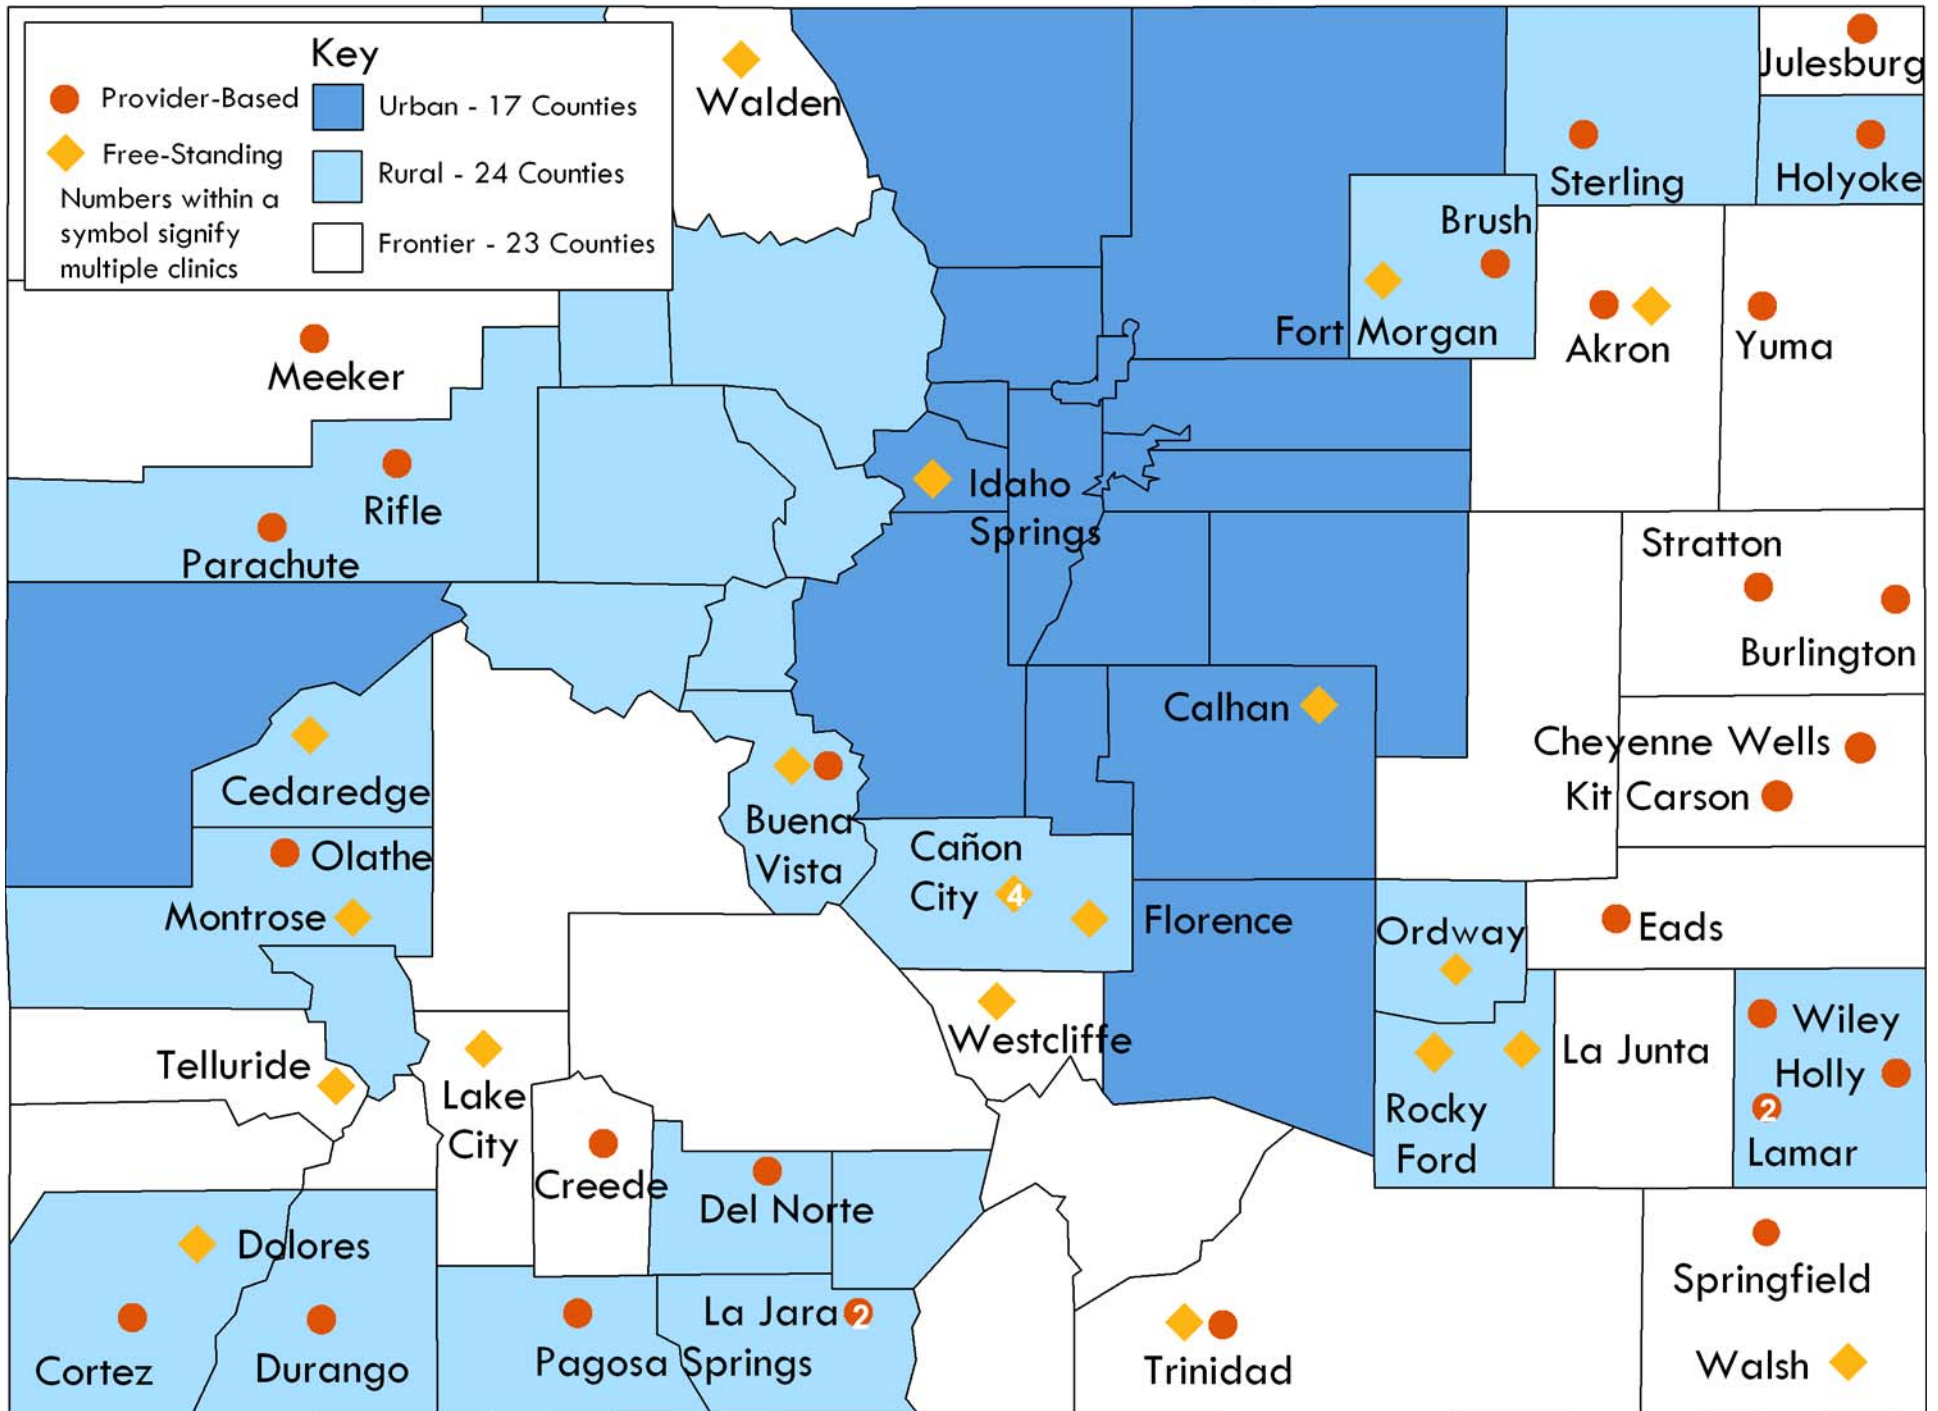 Key
Provider-Based
Free-Standing
Numbers within a
symbol signify
multiple clinics
Urban - 17 Counties
Rural - 24 Counties
Frontier - 23 Counties
Walden
Julesburg
Sterling
Holyoke
Brush
Fort Morgan
Akron
Yuma
Meeker
Rifle
Parachute
Idaho
Springs
Stratton
Burlington
Calhan
Cheyenne Wells
Kit Carson
Cedaredge
Olathe
Montrose
Buena
Vista
Cañon
City
4
Florence
Ordway
Eads
Westcliffe
Telluride
Lake
City
Creede
Del Norte
Rocky
Ford
La Junta
Wiley
Holly
2
Lamar
Dolores
Cortez
Durango
Pagosa Springs
La Jara
2
Trinidad
Springfield
Walsh